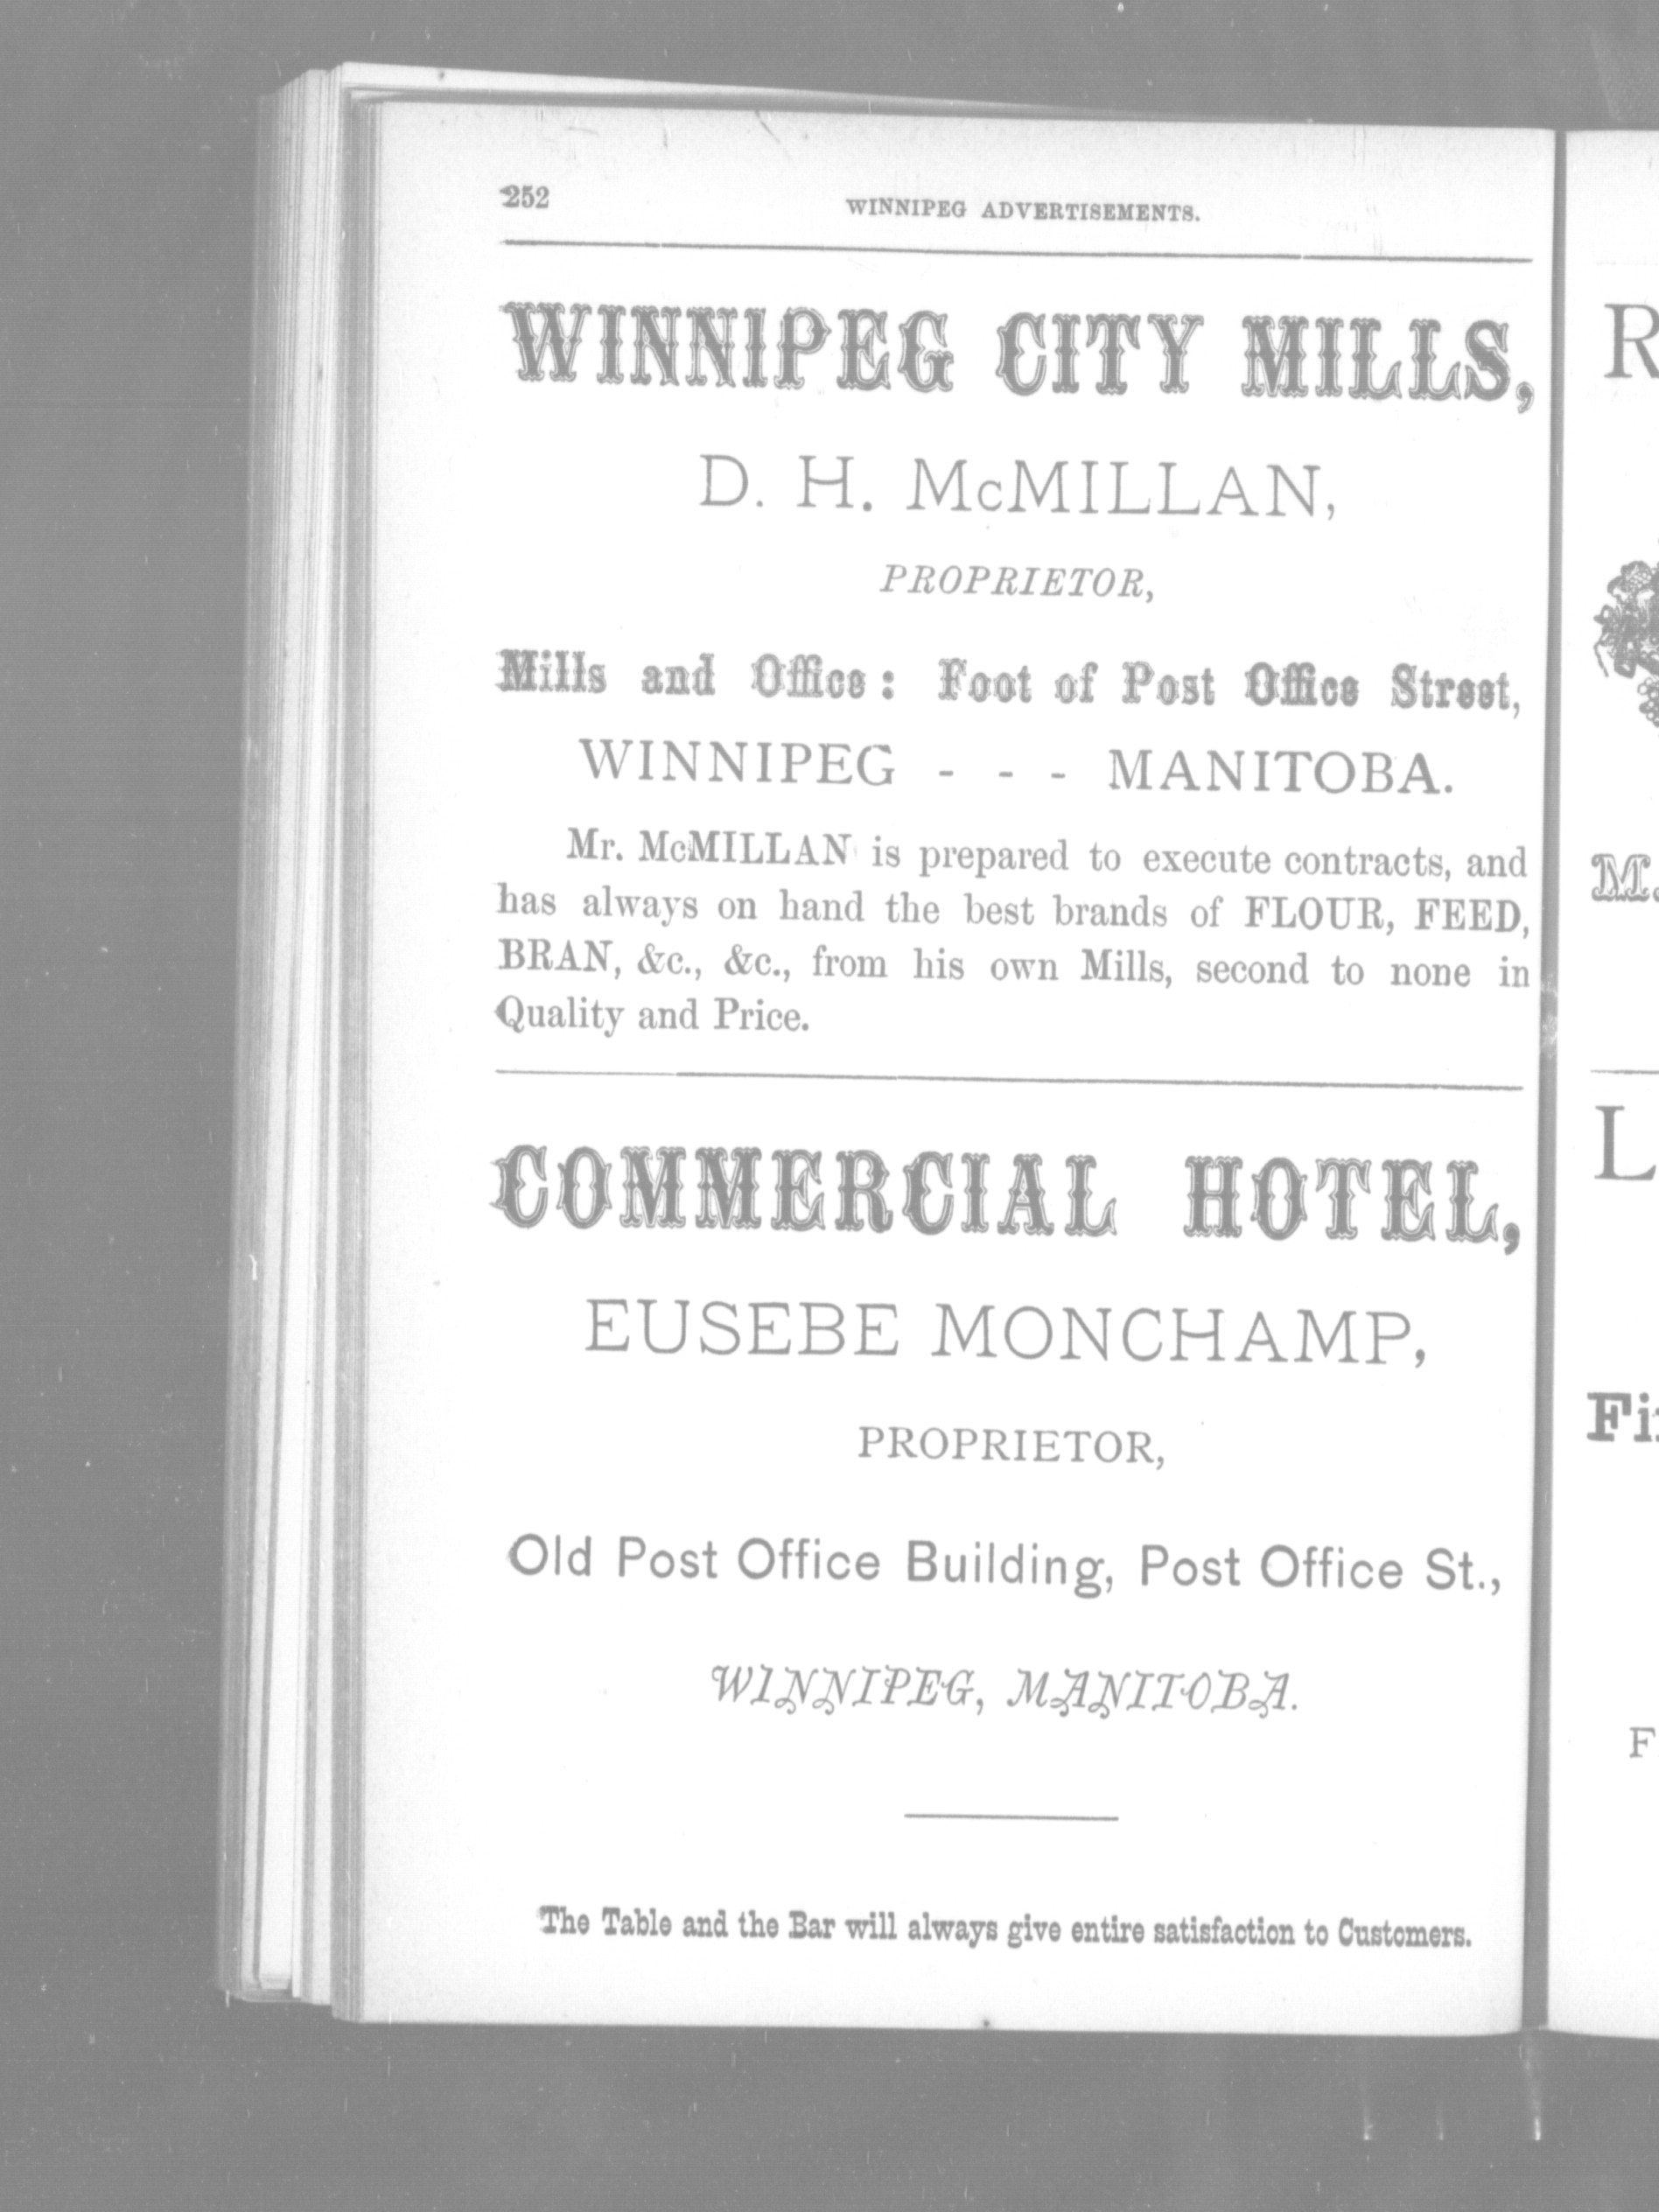 252
WINNIPEG ADVERTISEMENTS.
WINNIPEG CITY MILLS,
D. H. McMILLAN,
PROPRIETOR,
Mills and Office: Foot of Post Office Street,
WINNIPEG - - - MANITOBA.
Mr. McMILLAN is prepared to execute contracts, and
has always on hand the best brands of FLOUR, FEED,
BRAN, &c., &c., from his own Mills, second to none in
Quality and Price.
COMMERCIAL HOTEL,
EUSEBE MONCHAMP,
PROPRIETOR,
Old Post Office Building, Post Office St.,
WINNIPEG, MANITOBA.
The Table and the Bar will always give entire satisfaction to Customers.